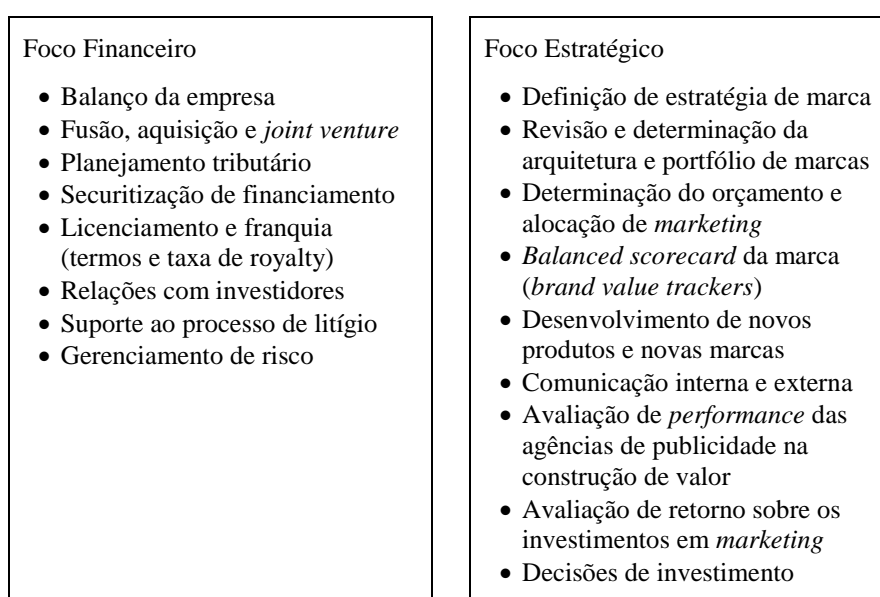 Foco Financeiro
• Balanço da empresa
• Fusão, aquisição e joint venture
• Planejamento tributário
• Securitização de financiamento
• Licenciamento e franquia
(termos e taxa de royalty)
• Relações com investidores
• Suporte ao processo de litígio
• Gerenciamento de risco
Foco Estratégico
• Definição de estratégia de marca
• Revisão e determinação da
arquitetura e portfólio de marcas
• Determinação do orçamento e
alocação de marketing
• Balanced scorecard da marca
(brand value trackers)
• Desenvolvimento de novos
produtos e novas marcas
• Comunicação interna e externa
• Avaliação de performance das
agências de publicidade na
construção de valor
• Avaliação de retorno sobre os
investimentos em marketing
• Decisões de investimento